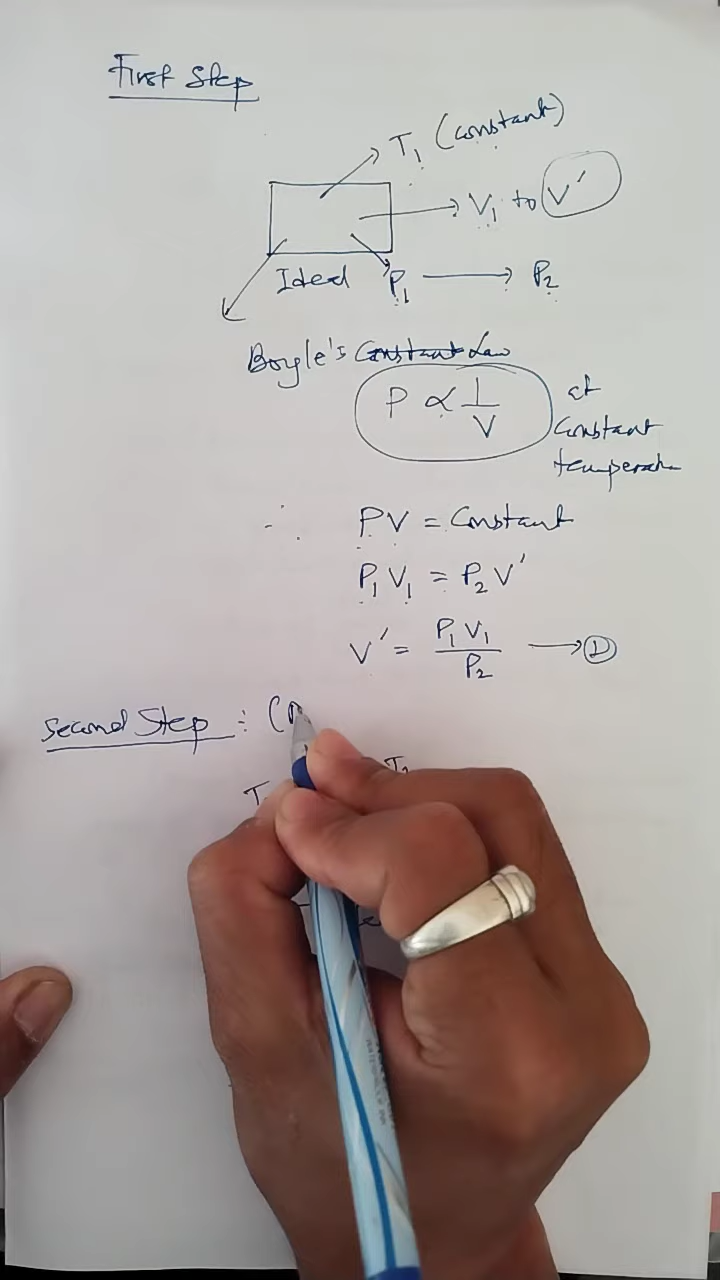 First Step
T₁ (constant)
V₁ to V′
Ideal P₁ → P₂
Boyle's Law
P ∝ 1/V at constant
∴ PV = Constant
P₁V₁ = P₂V′
V′ = P₁V₁/P₂ → ①
Second Step :